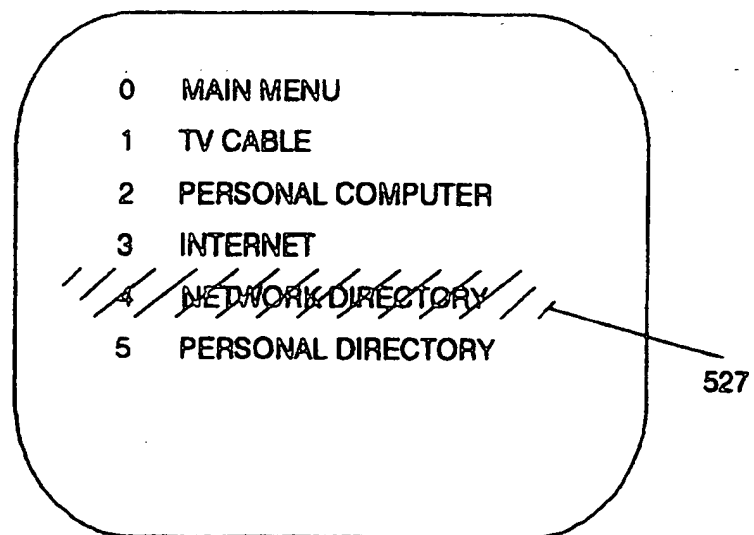 0 MAIN MENU
1 TV CABLE
2 PERSONAL COMPUTER
3 INTERNET
4 NETWORK DIRECTORY
5 PERSONAL DIRECTORY
527